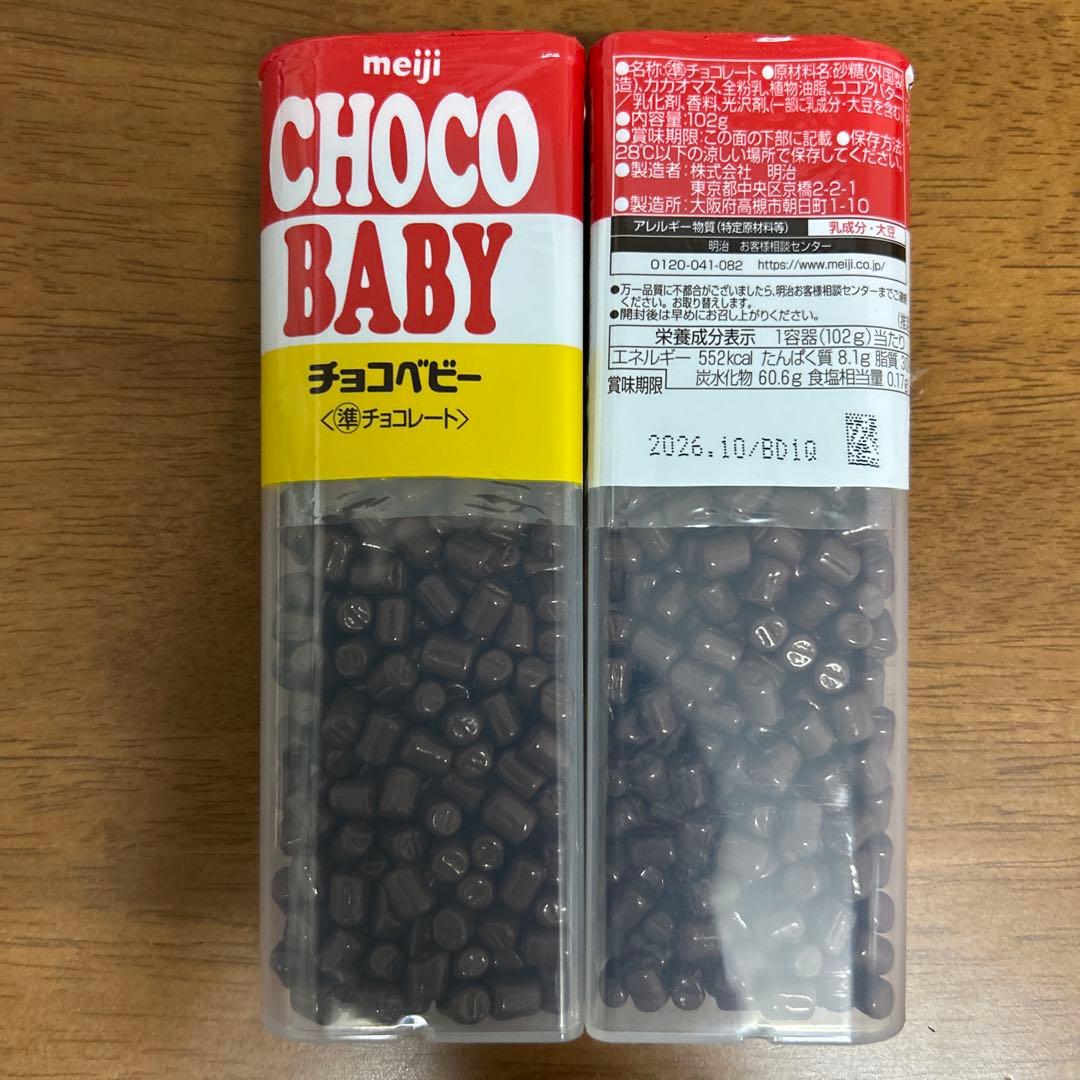 meiji
CHOCO
BABY
チョコベビー
<準チョコレート>
●名称:準チョコレート ●原材料名:砂糖(外国製
造)、カカオマス、全粉乳、植物油脂、ココアバター
/乳化剤、香料、光沢剤、(一部に乳成分・大豆を含む)
●内容量:102g
●賞味期限:この面の下部に記載 ●保存方法:
28℃以下の涼しい場所で保存してください。
●製造者:株式会社 明治
東京都中央区京橋2-2-1
●製造所:大阪府高槻市朝日町1-10
アレルギー物質(特定原材料等) 乳成分・大豆
明治 お客様相談センター
0120-041-082 https://www.meiji.co.jp/
●万一品質に不都合がございましたら、明治お客様相談センターまでご連絡
ください。お取り替えします。
●開封後は早めにお召し上がりください。
栄養成分表示 1容器(102g)当たり
エネルギー 552kcal たんぱく質 8.1g 脂質
炭水化物 60.6g 食塩相当量 0.17g
賞味期限
2026.10/BD1Q